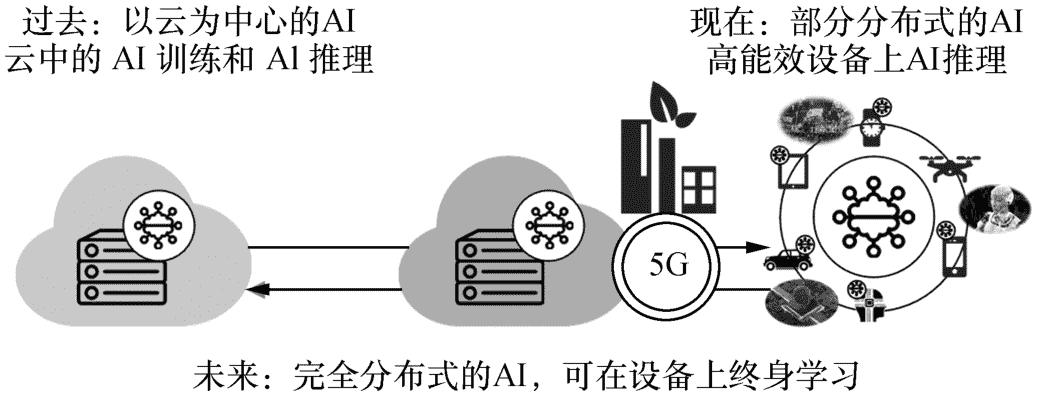 过去：以云为中心的AI
云中的 AI 训练和 Al 推理
现在：部分分布式的AI
高能效设备上AI推理
5G
未来：完全分布式的AI，可在设备上终身学习